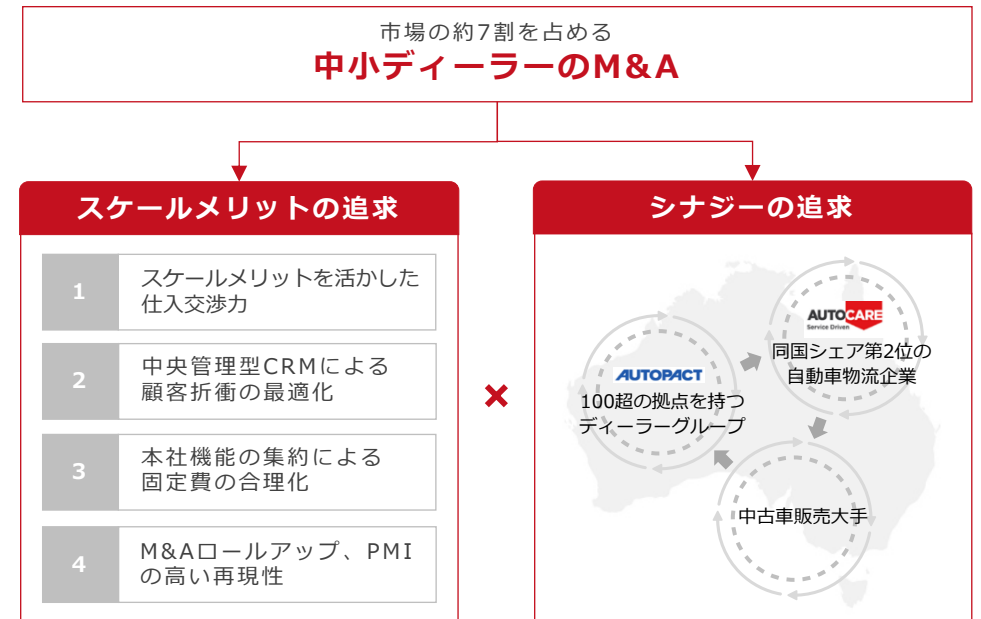 市場の約7割を占める
中小ディーラーのM&A
スケールメリットの追求
1
スケールメリットを活かした
仕入交渉力
2
中央管理型CRMによる
顧客折衝の最適化
3
本社機能の集約による
固定費の合理化
4
M&Aロールアップ、PMI
の高い再現性
シナジーの追求
AUTOCARE
Service Driven
同国シェア第2位の
自動車物流企業
AUTOPACT
100超の拠点を持つ
ディーラーグループ
中古車販売大手